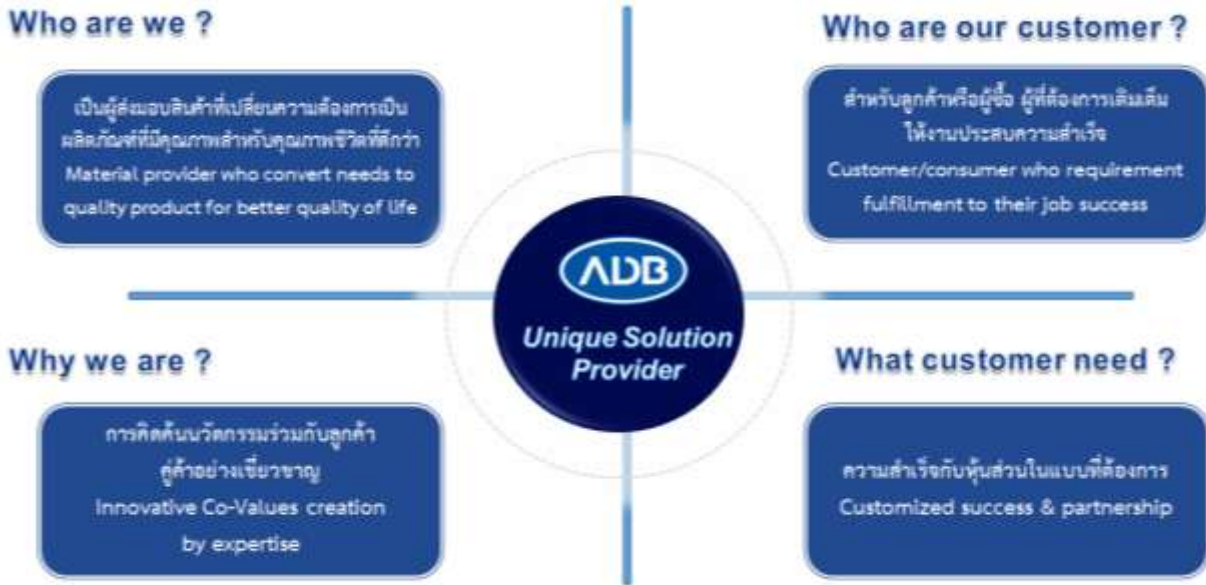 Who are we ?
เป็นผู้ส่งมอบสินค้าที่เปลี่ยนความต้องการเป็น
ผลิตภัณฑ์ที่มีคุณภาพสำหรับคุณภาพชีวิตที่ดีกว่า
Material provider who convert needs to
quality product for better quality of life
Who are our customer ?
สำหรับลูกค้าหรือผู้ซื้อ ผู้ที่ต้องการเติมเต็ม
ให้งานประสบความสำเร็จ
Customer/consumer who requirement
fulfillment to their job success
ADB
Unique Solution
Provider
Why we are ?
การคิดค้นนวัตกรรมร่วมกับลูกค้า
คู่ค้าอย่างเชี่ยวชาญ
Innovative Co-Values creation
by expertise
What customer need ?
ความสำเร็จกับหุ้นส่วนในแบบที่ต้องการ
Customized success & partnership